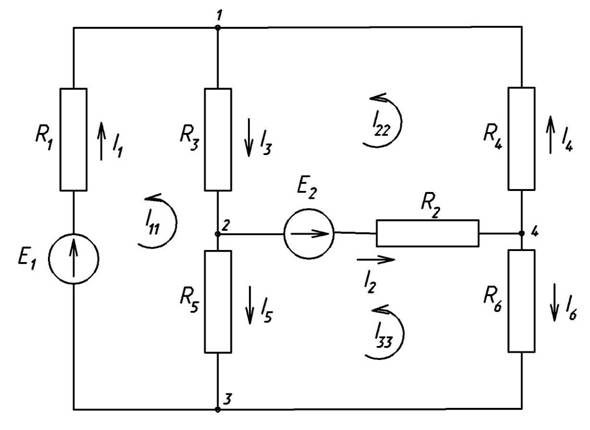 1
R₁
I₁
R₃
I₃
I₂₂
R₄
I₄
E₂
R₂
I₁₁
2
4
E₁
I₂
R₅
I₅
I₃₃
R₆
I₆
3